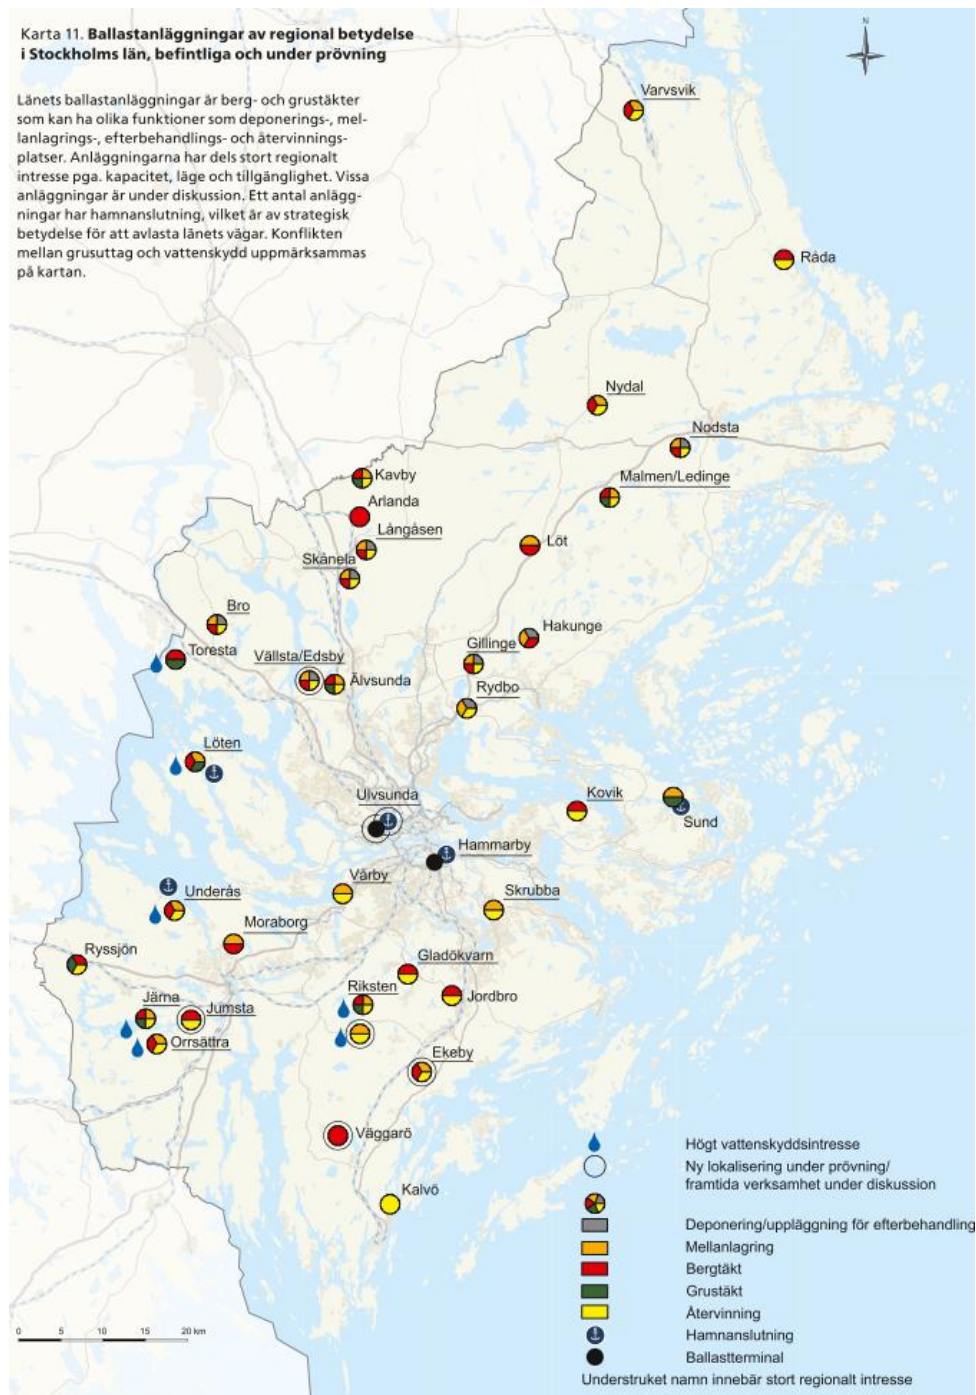 Karta 11. Ballastanläggningar av regional betydelse
i Stockholms län, befintliga och under prövning
Länets ballastanläggningar är berg- och grustäkter
som kan ha olika funktioner som deponerings-, mel-
lanlagrings-, efterbehandlings- och återvinnings-
platser. Anläggningarna har dels stort regionalt
intresse pga. kapacitet, läge och tillgänglighet. Vissa
anläggningar är under diskussion. Ett antal anlägg-
ningar har hamnanslutning, vilket är av strategisk
betydelse för att avlasta länets vägar. Konflikten
mellan grusuttag och vattenskydd uppmärksammas
på kartan.
N
Varvsvik
Råda
Nydal
Nodsta
Kavby
Malmen/Ledinge
Arlanda
Långåsen
Löt
Skånela
Bro
Hakunge
Toresta
Gillinge
Vällsta/Edsby
Älvsunda
Rydbo
Löten
Ulvsunda
Kovik
Sund
Hammarby
Vårby
Underås
Skrubba
Moraborg
Ryssjön
Gladökvarn
Riksten
Järna
Jumsta
Jordbro
Orrsättra
Ekeby
Väggarö
Kalvö
Högt vattenskyddsintresse
Ny lokalisering under prövning/
framtida verksamhet under diskussion
Deponering/uppläggning för efterbehandling
Mellanlagring
Bergtäkt
Grustäkt
Återvinning
Hamnanslutning
Ballastterminal
Understruket namn innebär stort regionalt intresse
0 5 10 15 20 km